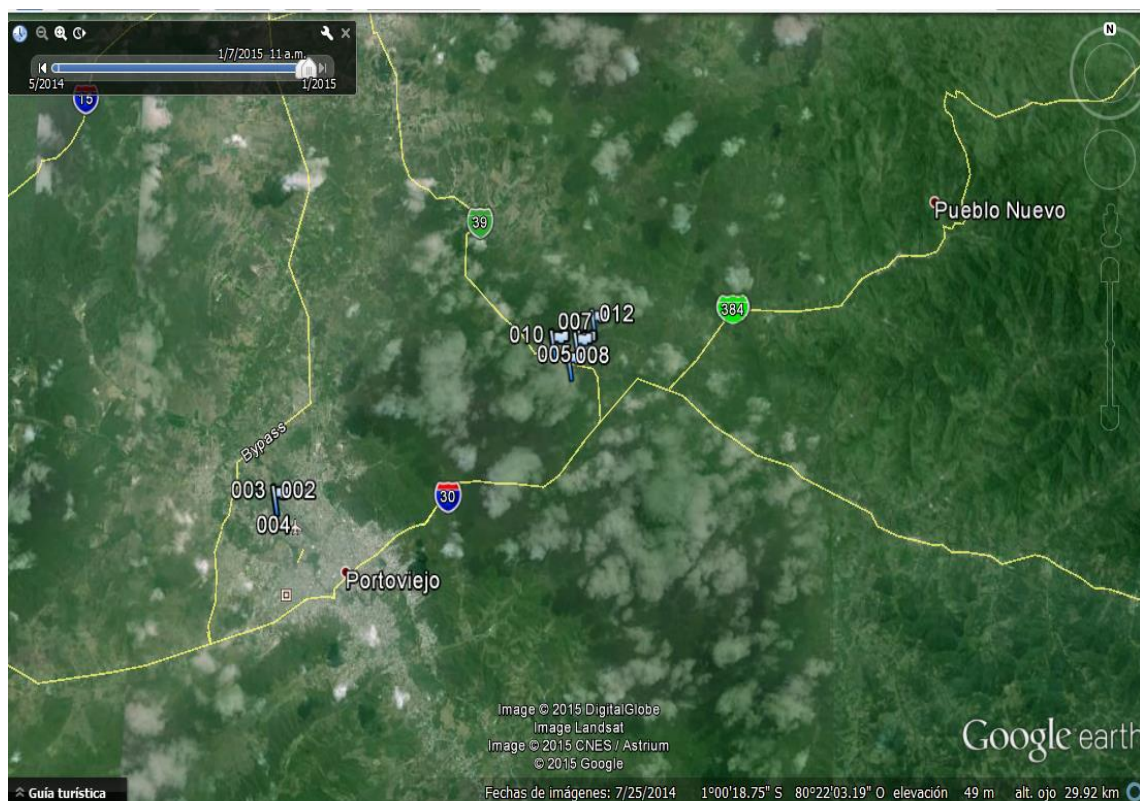 1/7/2015 11 a.m.
5/2014 1/2015
N
15
39
Pueblo Nuevo
384
007 012
010
005 008
Bypass
003 002
30
004
Portoviejo
Image © 2015 DigitalGlobe
Image Landsat
Image © 2015 CNES / Astrium
© 2015 Google
Google earth
Guía turística
Fechas de imágenes: 7/25/2014 1°00'18.75" S 80°22'03.19" O elevación 49 m alt. ojo 29.92 km